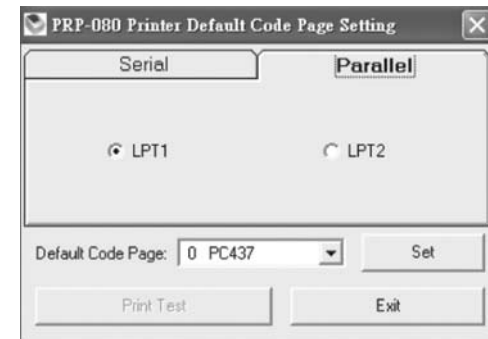 PRP-080 Printer Default Code Page Setting
Serial Parallel
LPT1 LPT2
Default Code Page: 0 PC437 Set
Print Test Exit